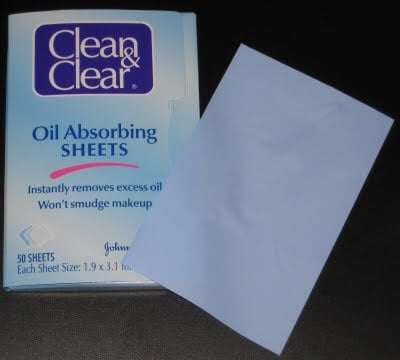 Clean &
Clear®
Oil Absorbing
SHEETS
Instantly removes excess oil
Won't smudge makeup
50 SHEETS
Each Sheet Size: 1.9 x 3.1